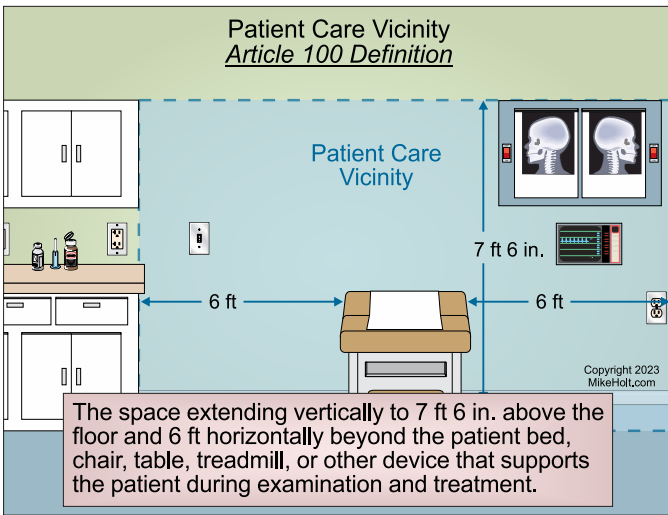 Patient Care Vicinity
Article 100 Definition
Patient Care
Vicinity
7 ft 6 in.
6 ft
6 ft
Copyright 2023
MikeHolt.com
The space extending vertically to 7 ft 6 in. above the
floor and 6 ft horizontally beyond the patient bed,
chair, table, treadmill, or other device that supports
the patient during examination and treatment.